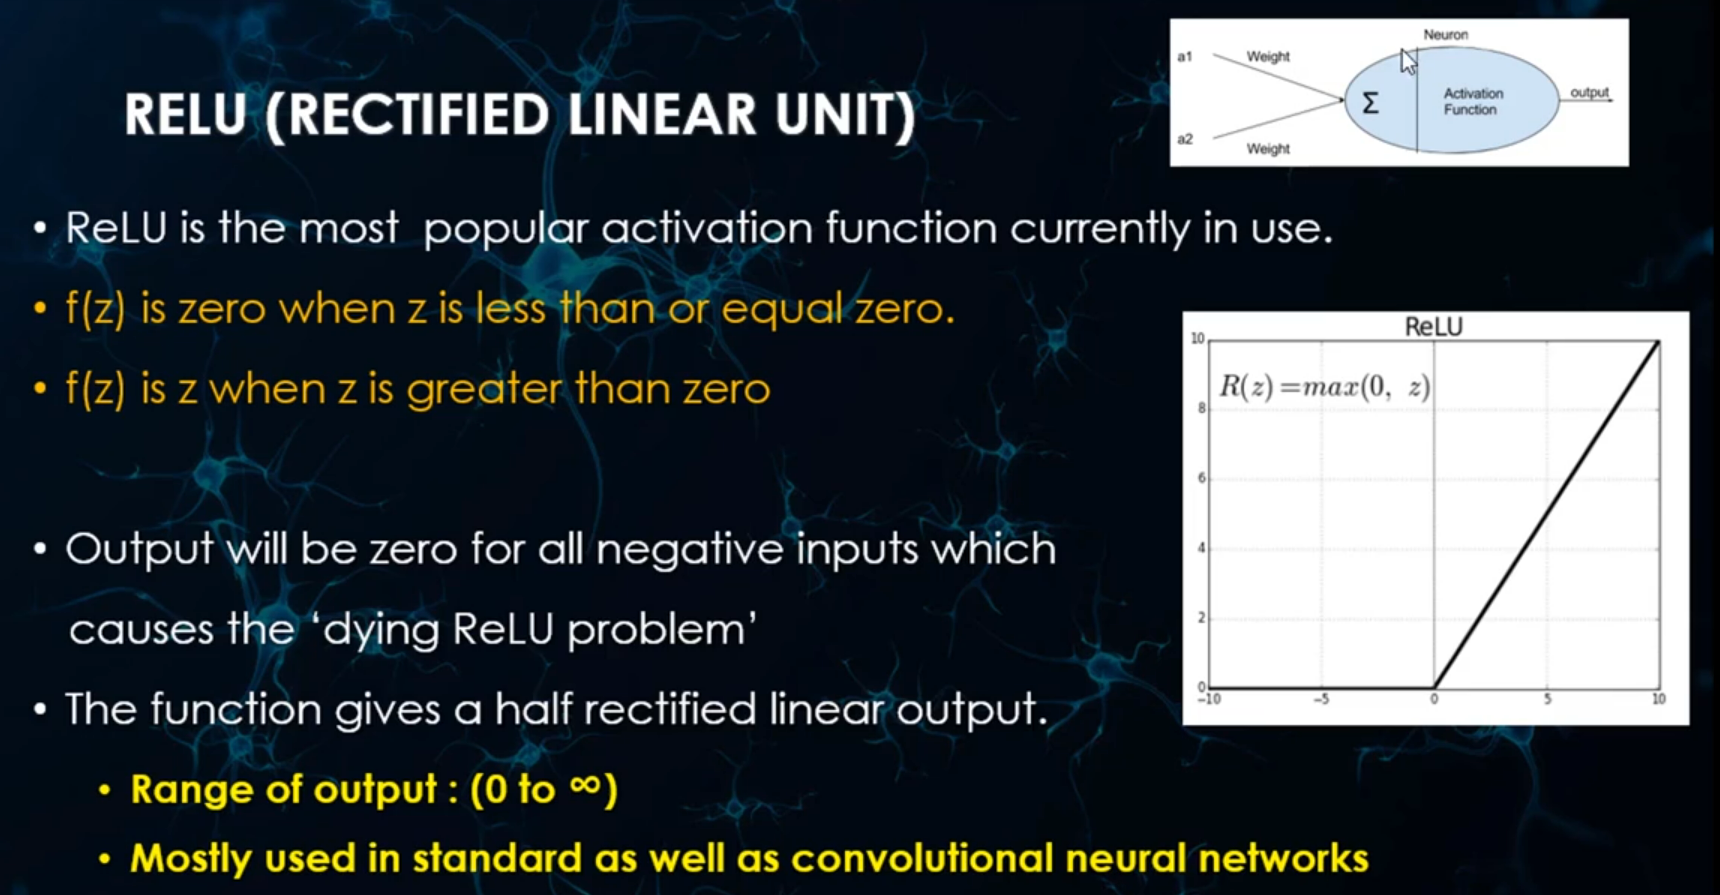 RELU (RECTIFIED LINEAR UNIT)
Neuron
a1
Weight
Σ
Activation
Function
output
a2
Weight
• ReLU is the most popular activation function currently in use.
• f(z) is zero when z is less than or equal zero.
• f(z) is z when z is greater than zero
• Output will be zero for all negative inputs which
causes the ‘dying ReLU problem’
• The function gives a half rectified linear output.
• Range of output : (0 to ∞)
• Mostly used in standard as well as convolutional neural networks
ReLU
R(z) =max(0, z)
10
8
6
4
2
0
−10 −5 0 5 10